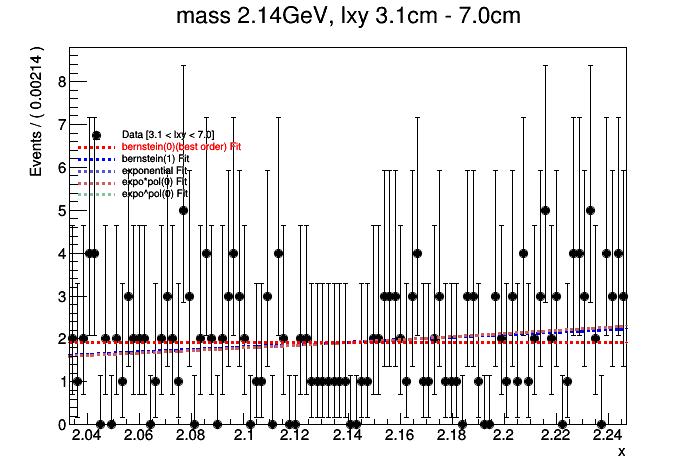 mass 2.14GeV, lxy 3.1cm - 7.0cm
Events / ( 0.00214 )
8
7
6
5
4
3
2
1
0
Data [3.1 < lxy < 7.0]
bernstein(0)(best order) Fit
bernstein(1) Fit
exponential Fit
expo*pol(0) Fit
expo^pol(0) Fit
2.04 2.06 2.08 2.1 2.12 2.14 2.16 2.18 2.2 2.22 2.24
x